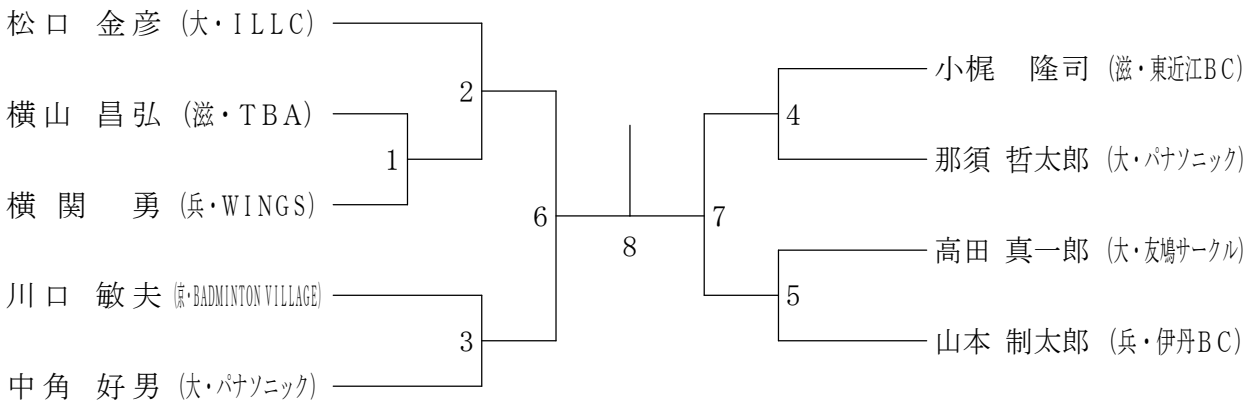 松口 金彦 (大・ILLC)
横山 昌弘 (滋・TBA)
横関 勇 (兵・WINGS)
川口 敏夫 (京・BADMINTON VILLAGE)
中角 好男 (大・パナソニック)
1
2
3
6
8
7
4
5
小梶 隆司 (滋・東近江BC)
那須 哲太郎 (大・パナソニック)
高田 真一郎 (大・友鳩サークル)
山本 制太郎 (兵・伊丹BC)